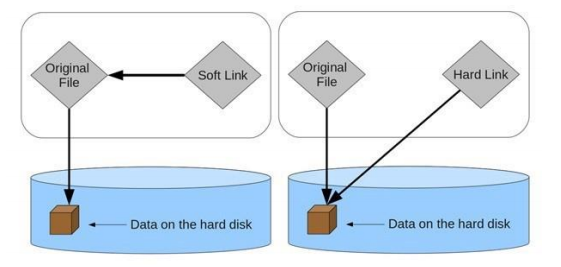 Original
File
Soft Link
Original
File
Hard Link
Data on the hard disk
Data on the hard disk